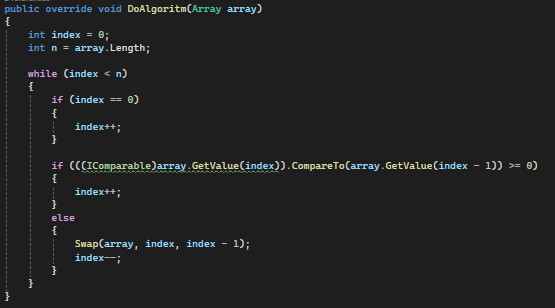 public override void DoAlgoritm(Array array)
{
    int index = 0;
    int n = array.Length;

    while (index < n)
    {
        if (index == 0)
        {
            index++;
        }

        if (((IComparable)array.GetValue(index)).CompareTo(array.GetValue(index - 1)) >= 0)
        {
            index++;
        }
        else
        {
            Swap(array, index, index - 1);
            index--;
        }
    }
}